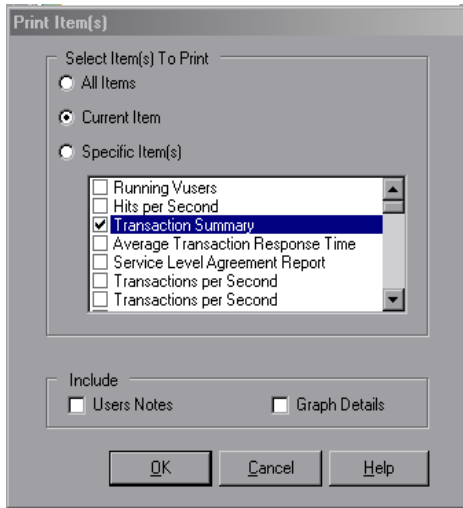 Print Item(s)
Select Item(s) To Print
All Items
Current Item
Specific Item(s)
Running Vusers
Hits per Second
Transaction Summary
Average Transaction Response Time
Service Level Agreement Report
Transactions per Second
Transactions per Second
Include
Users Notes Graph Details
OK Cancel Help